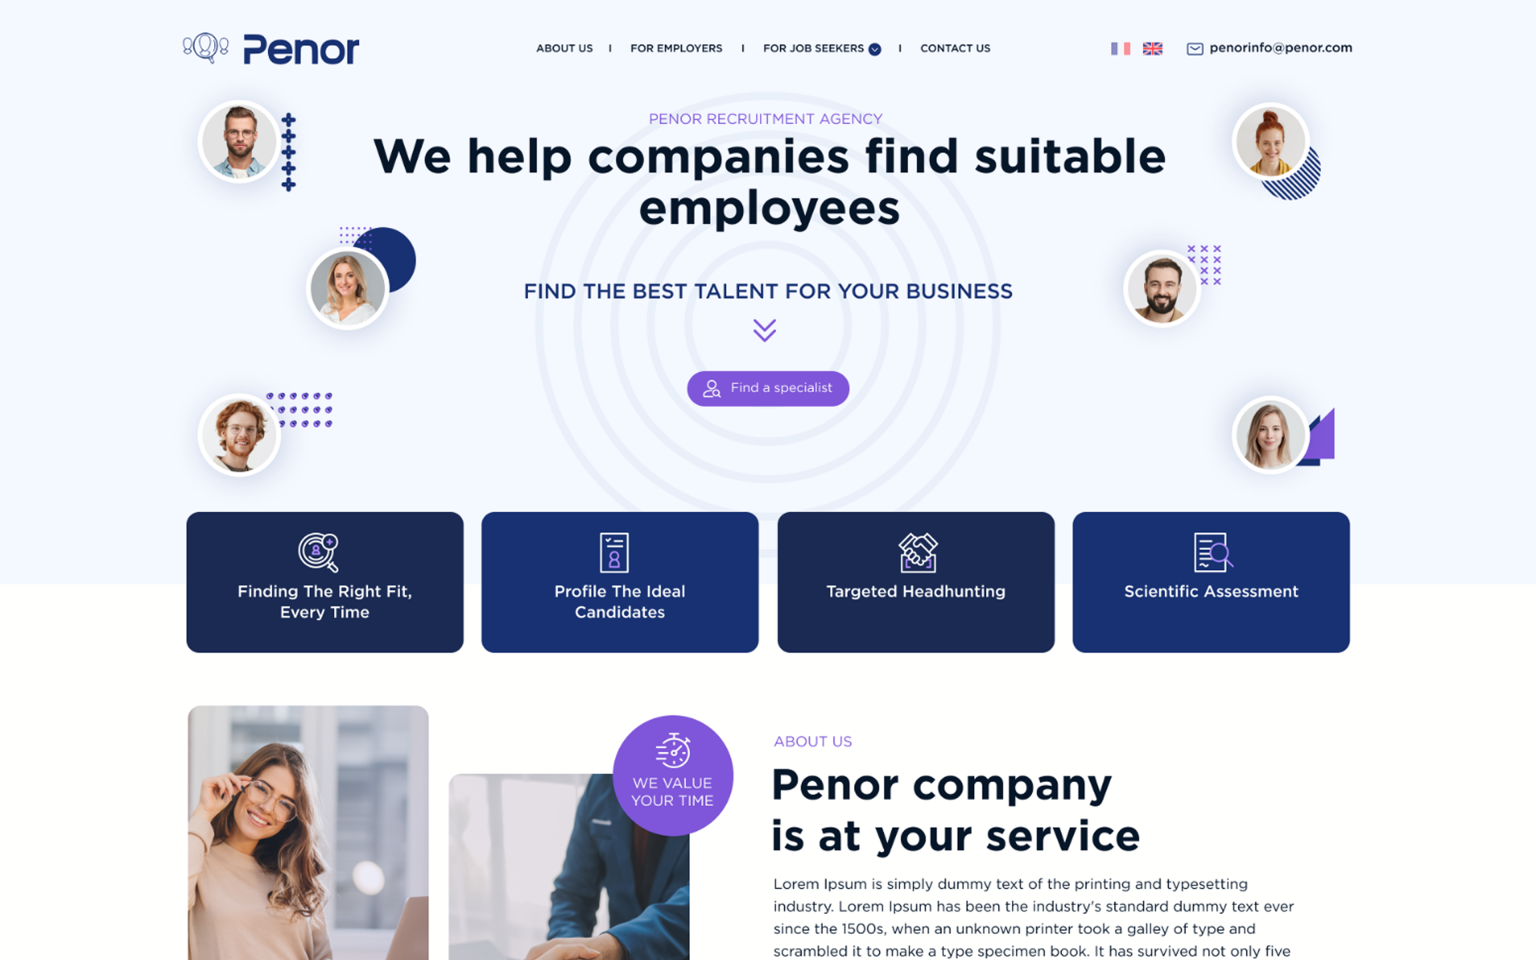 Penor
ABOUT US
FOR EMPLOYERS
FOR JOB SEEKERS
CONTACT US
penorinfo@penor.com
PENOR RECRUITMENT AGENCY
We help companies find suitable
employees
FIND THE BEST TALENT FOR YOUR BUSINESS
Find a specialist
Finding The Right Fit,
Every Time
Profile The Ideal
Candidates
Targeted Headhunting
Scientific Assessment
WE VALUE
YOUR TIME
ABOUT US
Penor company
is at your service
Lorem Ipsum is simply dummy text of the printing and typesetting
industry. Lorem Ipsum has been the industry's standard dummy text ever
since the 1500s, when an unknown printer took a galley of type and
scrambled it to make a type specimen book. It has survived not only five